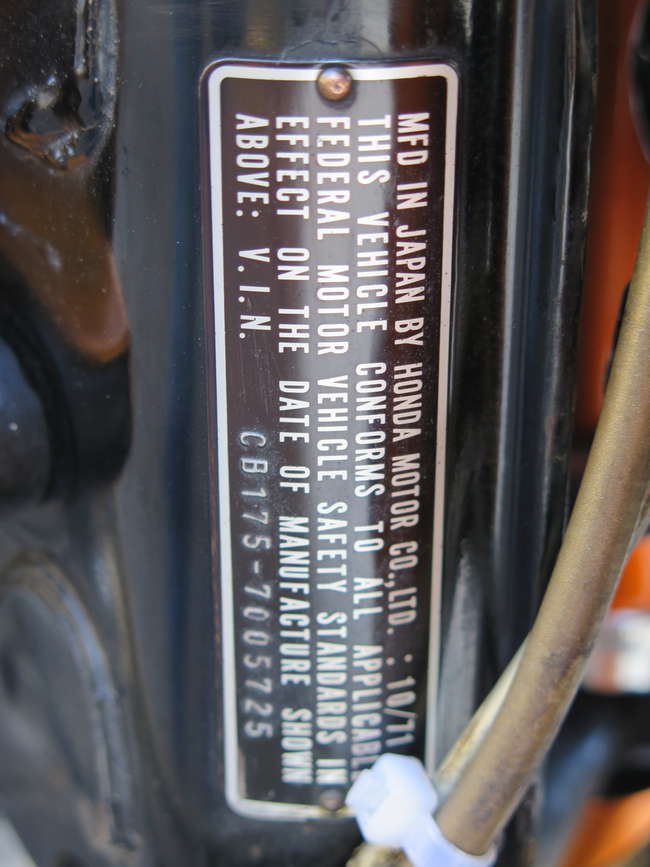 MFD IN JAPAN BY HONDA MOTOR CO.,LTD. : 10/71
THIS VEHICLE CONFORMS TO ALL APPLICABLE
FEDERAL MOTOR VEHICLE SAFETY STANDARDS IN
EFFECT ON THE DATE OF MANUFACTURE SHOWN
ABOVE: V.I.N. CB175-7005725